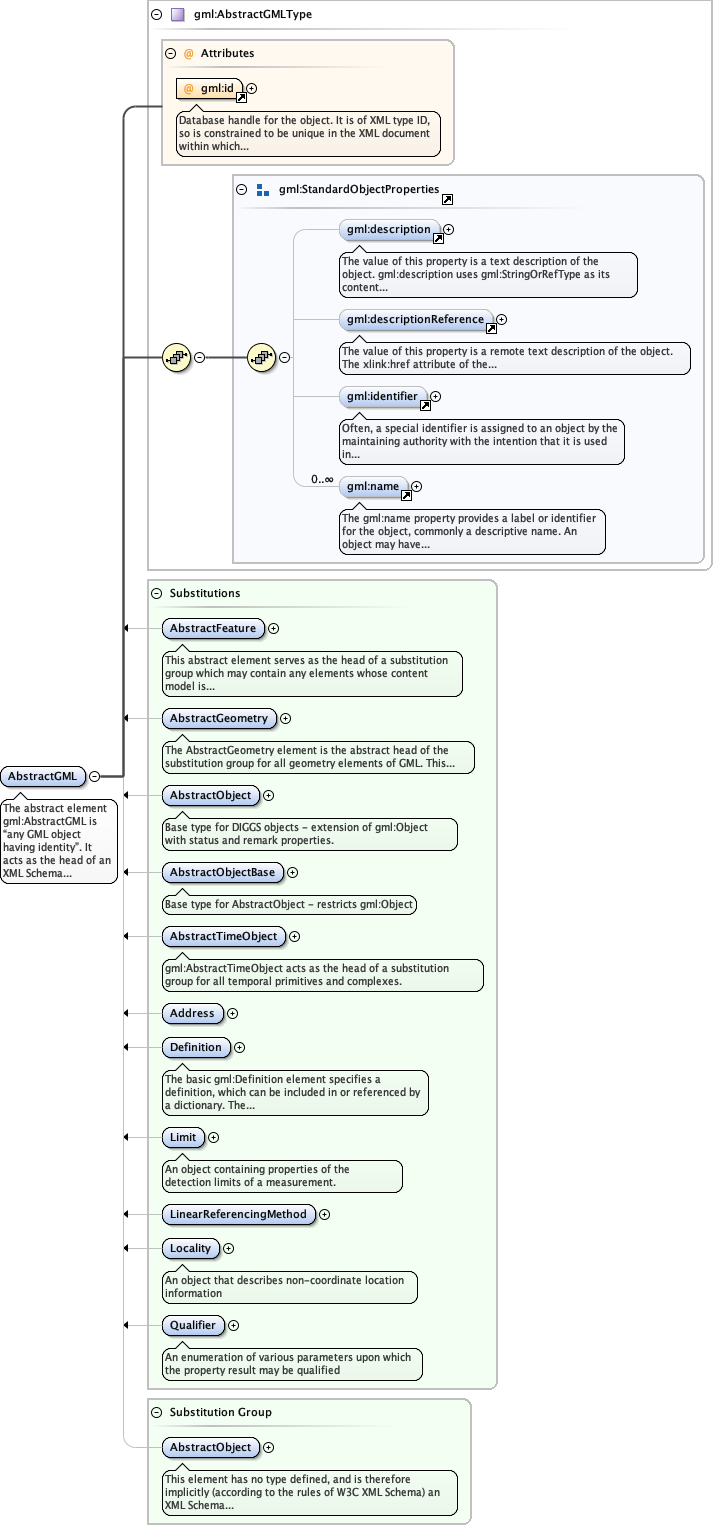 gml:AbstractGMLType
@ Attributes
@ gml:id
Database handle for the object. It is of XML type ID,
so is constrained to be unique in the XML document
within which...
gml:StandardObjectProperties
gml:description
The value of this property is a text description of the
object. gml:description uses gml:StringOrRefType as its
content...
gml:descriptionReference
The value of this property is a remote text description of the object.
The xlink:href attribute of the...
gml:identifier
Often, a special identifier is assigned to an object by the
maintaining authority with the intention that it is used
in...
0..∞
gml:name
The gml:name property provides a label or identifier
for the object, commonly a descriptive name. An
object may have...
Substitutions
AbstractFeature
This abstract element serves as the head of a substitution
group which may contain any elements whose content
model is...
AbstractGeometry
The AbstractGeometry element is the abstract head of the
substitution group for all geometry elements of GML. This...
AbstractGML
The abstract element
gml:AbstractGML is
“any GML object
having identity”. It
acts as the head of an
XML Schema...
AbstractObject
Base type for DIGGS objects – extension of gml:Object
with status and remark properties.
AbstractObjectBase
Base type for AbstractObject – restricts gml:Object
AbstractTimeObject
gml:AbstractTimeObject acts as the head of a substitution
group for all temporal primitives and complexes.
Address
Definition
The basic gml:Definition element specifies a
definition, which can be included in or referenced by
a dictionary. The...
Limit
An object containing properties of the
detection limits of a measurement.
LinearReferencingMethod
Locality
An object that describes non-coordinate location
information
Qualifier
An enumeration of various parameters upon which
the property result may be qualified
Substitution Group
AbstractObject
This element has no type defined, and is therefore
implicitly (according to the rules of W3C XML Schema) an
XML Schema...